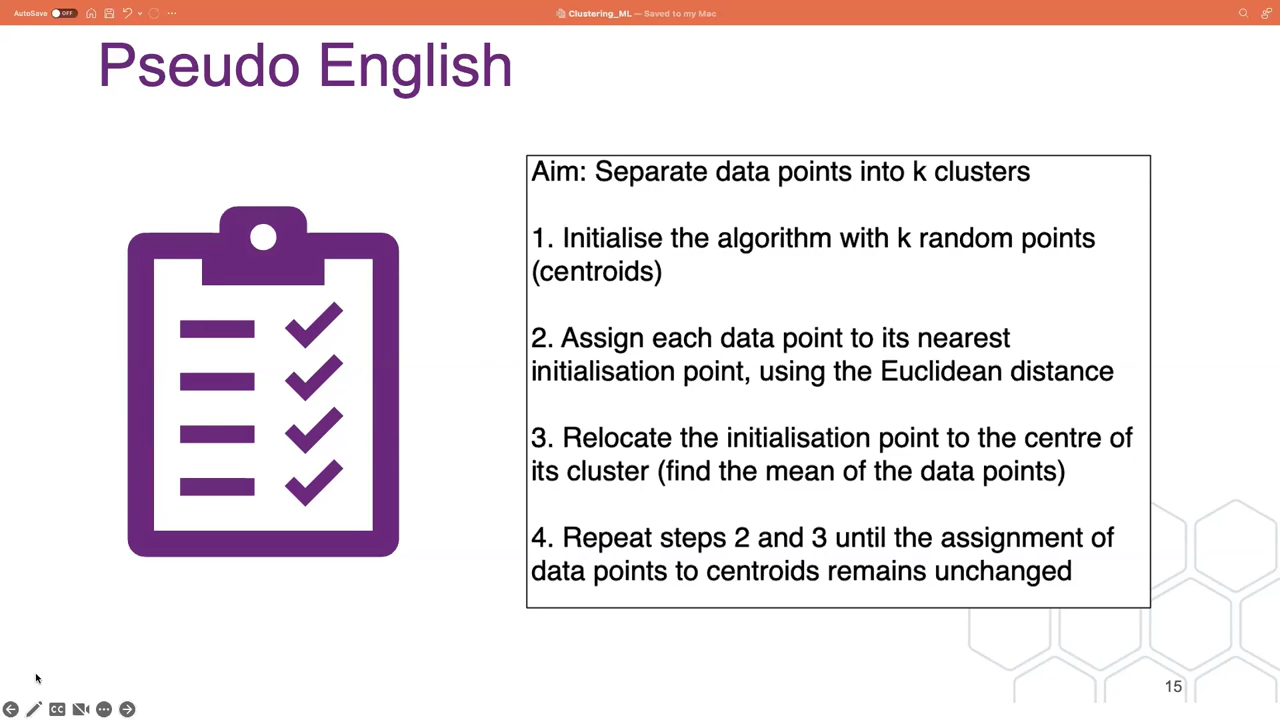 AutoSave OFF
Clustering_ML — Saved to my Mac
Pseudo English
Aim: Separate data points into k clusters
1. Initialise the algorithm with k random points
(centroids)
2. Assign each data point to its nearest
initialisation point, using the Euclidean distance
3. Relocate the initialisation point to the centre of
its cluster (find the mean of the data points)
4. Repeat steps 2 and 3 until the assignment of
data points to centroids remains unchanged
15
CC